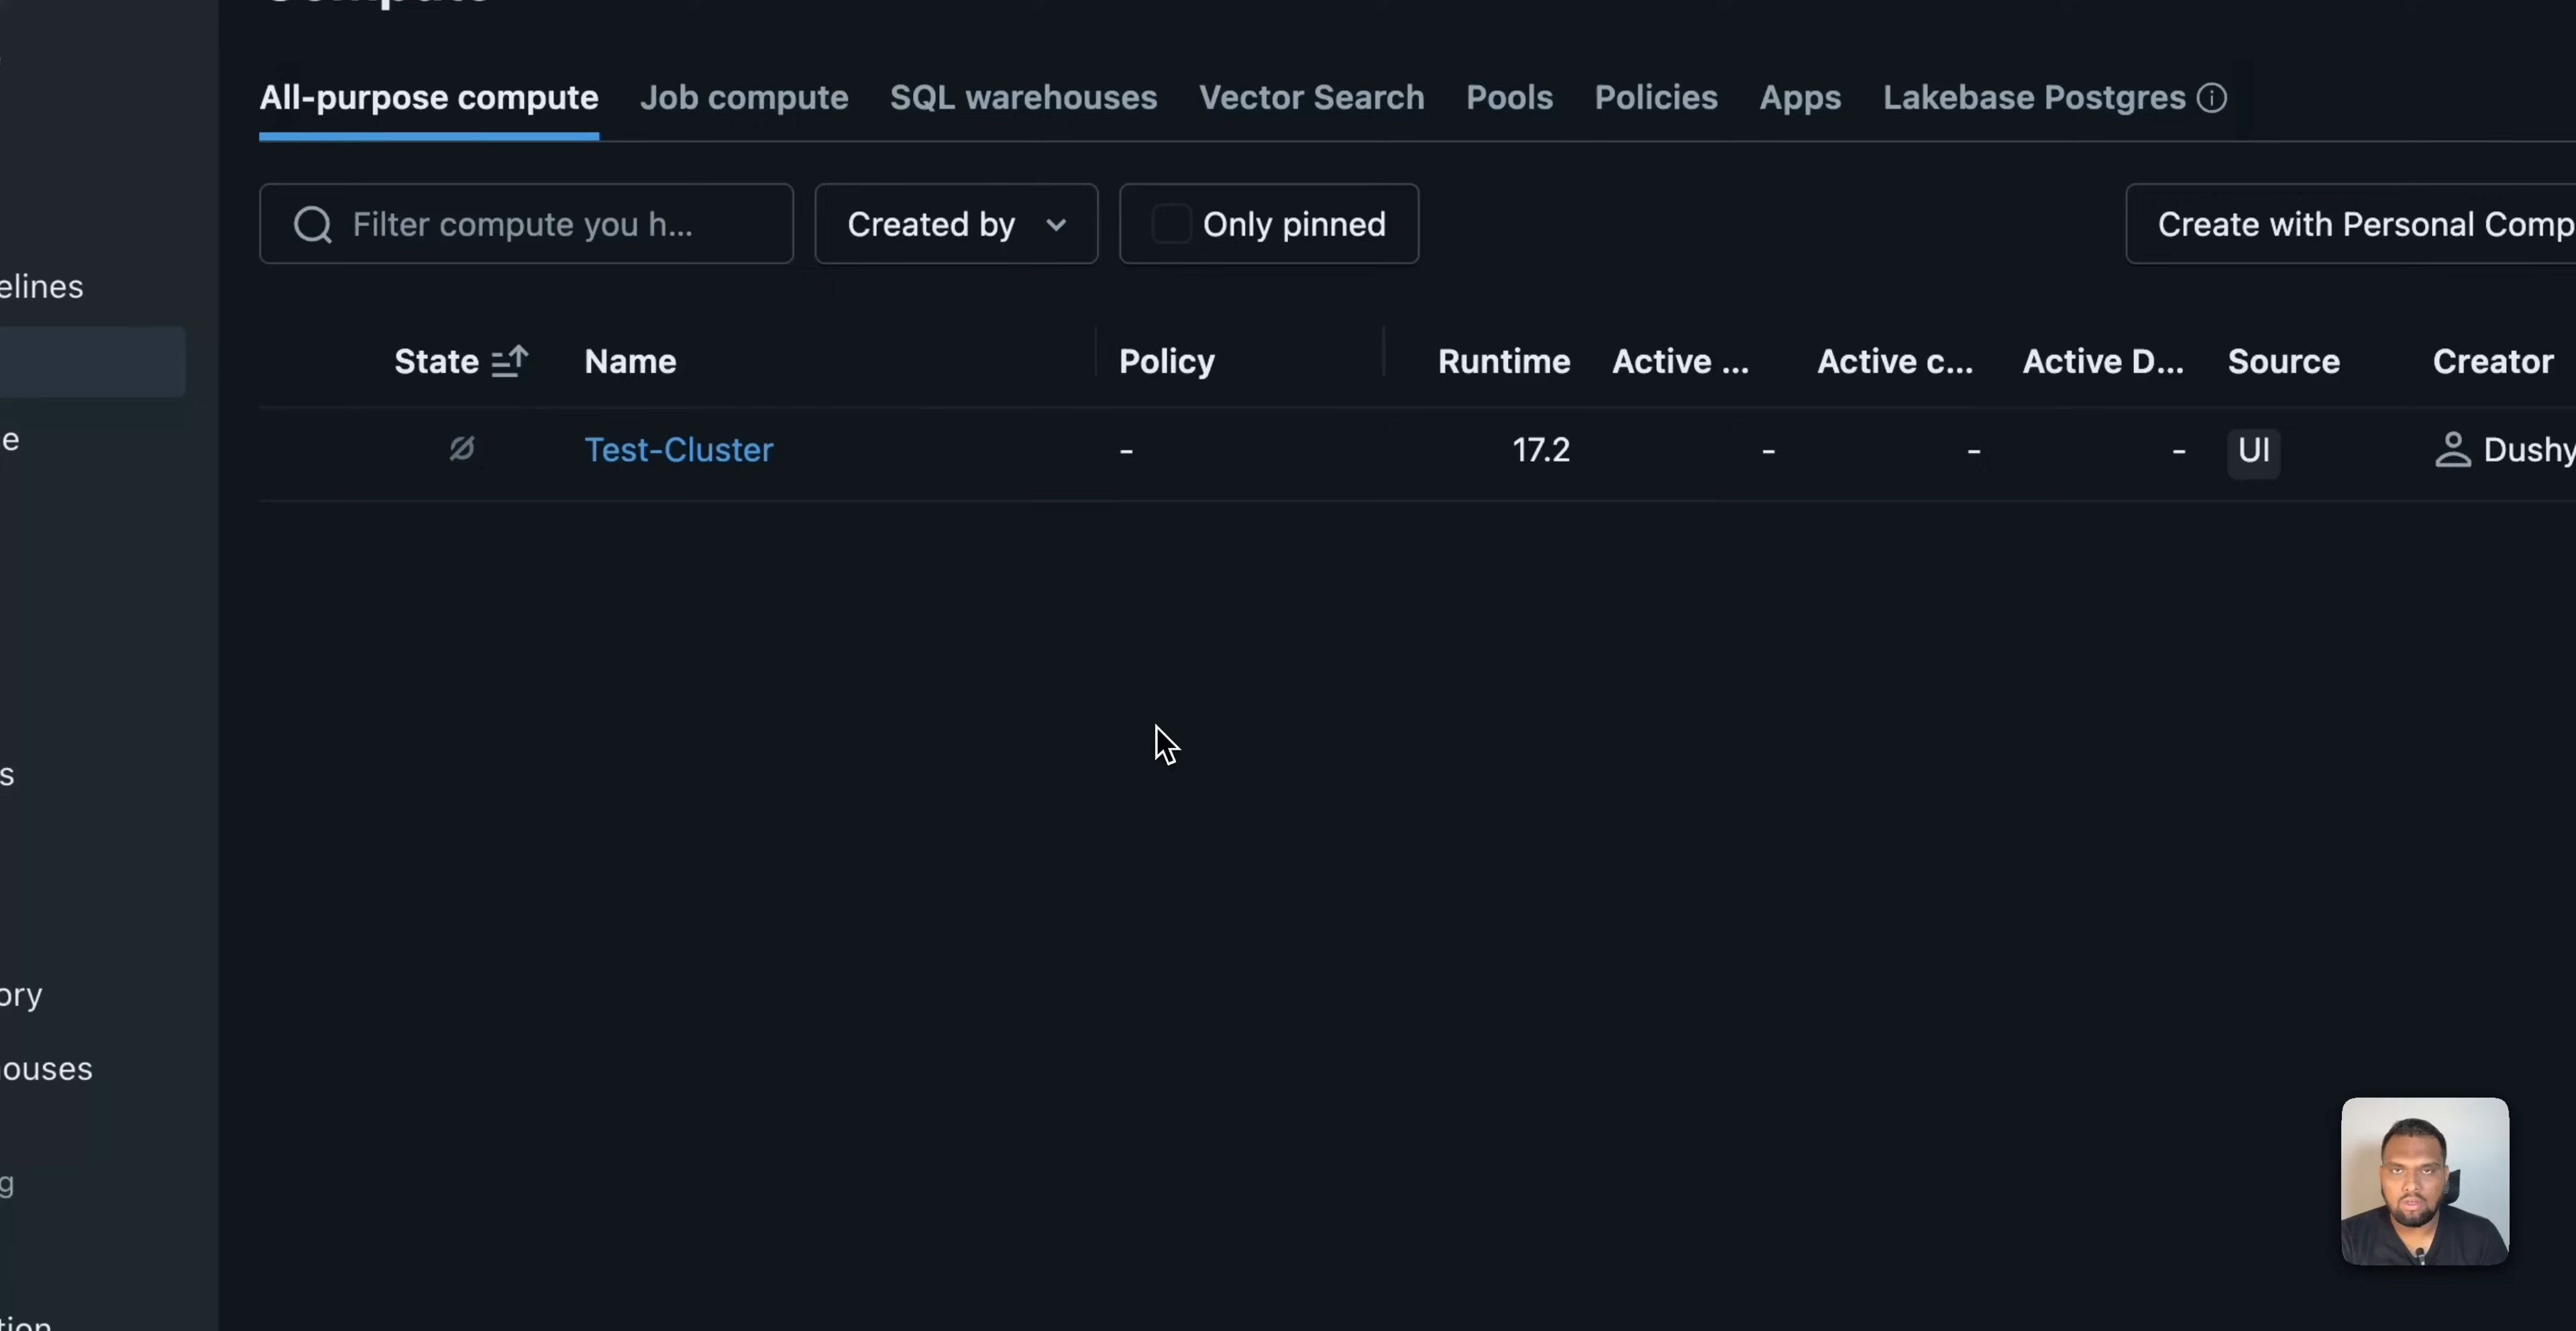 All-purpose compute Job compute SQL warehouses Vector Search Pools Policies Apps Lakebase Postgres
Filter compute you h... Created by Only pinned Create with Personal Comp
elines
State Name Policy Runtime Active ... Active c... Active D... Source Creator
e
Test-Cluster - 17.2 - - - UI Dushy
s
ory
ouses
g